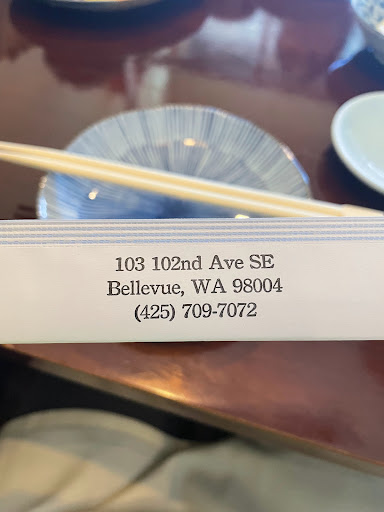 103 102nd Ave SE
Bellevue, WA 98004
(425) 709-7072